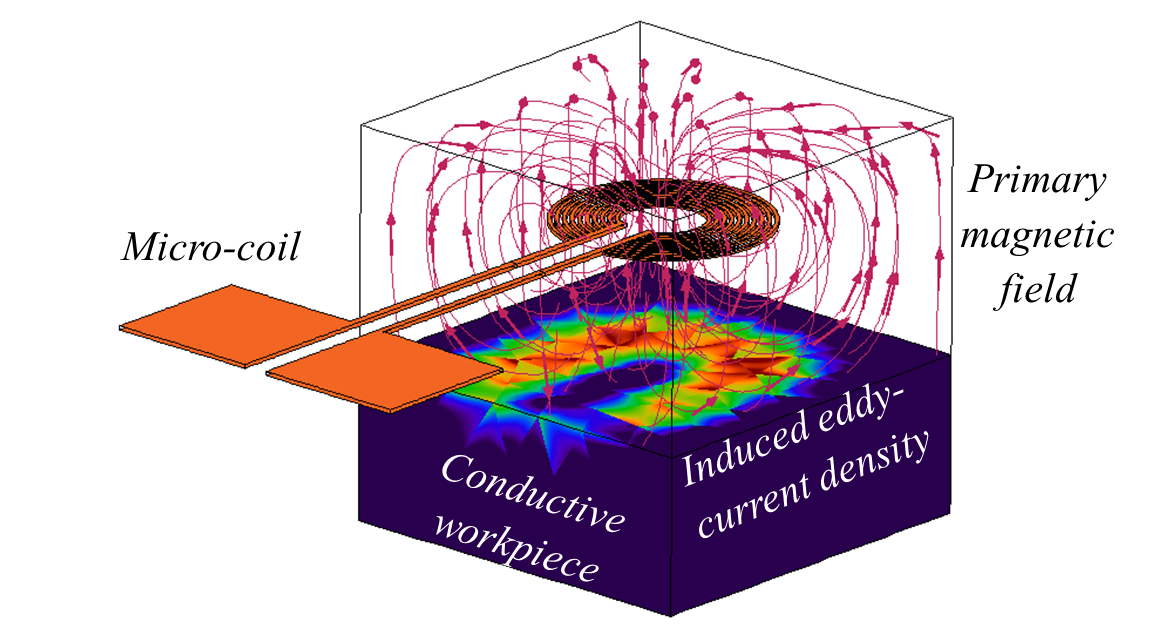 Micro-coil
Primary
magnetic
field
Induced eddy-
current density
Conductive
workpiece